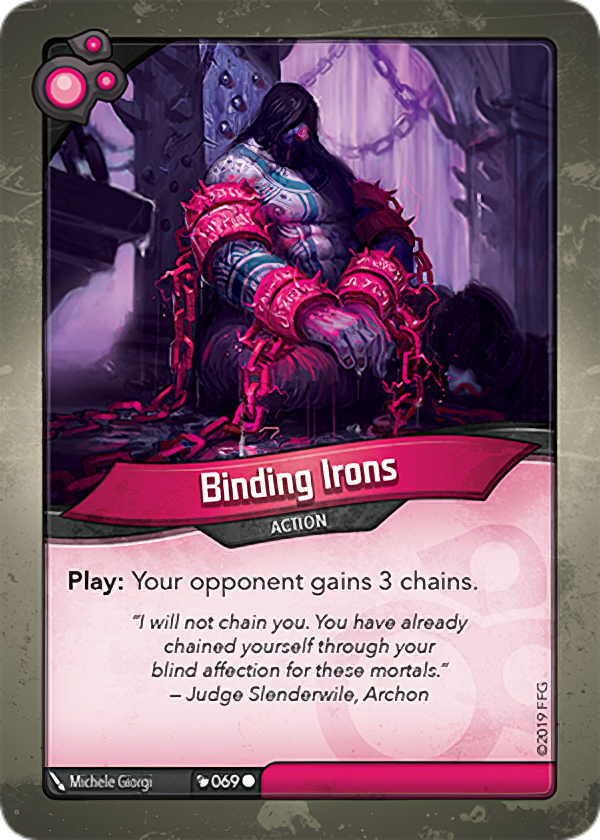 Binding Irons
ACTION
Play: Your opponent gains 3 chains.
"I will not chain you. You have already
chained yourself through your
blind affection for these mortals."
– Judge Slenderwile, Archon
©2019 FFG
Michele Giorgi
069